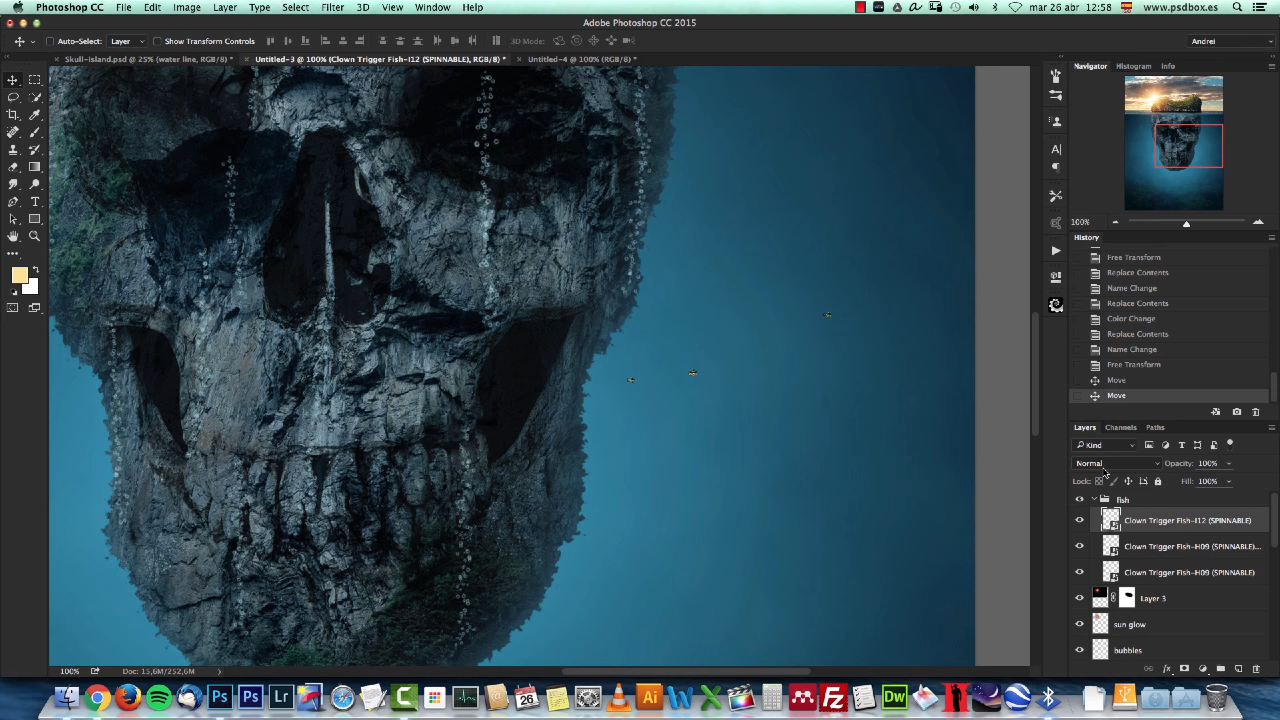 Photoshop CC File Edit Image Layer Type Select Filter 3D View Window Help mar 26 abr 12:58 www.psdbox.es
Adobe Photoshop CC 2015
Auto-Select: Layer Show Transform Controls 3D Mode: Andrei
Skull-island.psd @ 25% (water line, RGB/8) * Untitled-3 @ 100% (Clown Trigger Fish-I12 (SPINNABLE), RGB/8) * Untitled-4 @ 100% (RGB/8) *
Navigator Histogram Info
100%
History
Free Transform
Replace Contents
Name Change
Replace Contents
Color Change
Replace Contents
Name Change
Free Transform
Move
Move
Layers Channels Paths
Kind
Normal Opacity: 100%
Lock: Fill: 100%
fish
Clown Trigger Fish-I12 (SPINNABLE)
Clown Trigger Fish-H09 (SPINNABLE)...
Clown Trigger Fish-H09 (SPINNABLE)
Layer 3
sun glow
bubbles
100% Doc: 15,6M/252,6M
Ps Ps Lr C 26 Ai W X Fz Dw